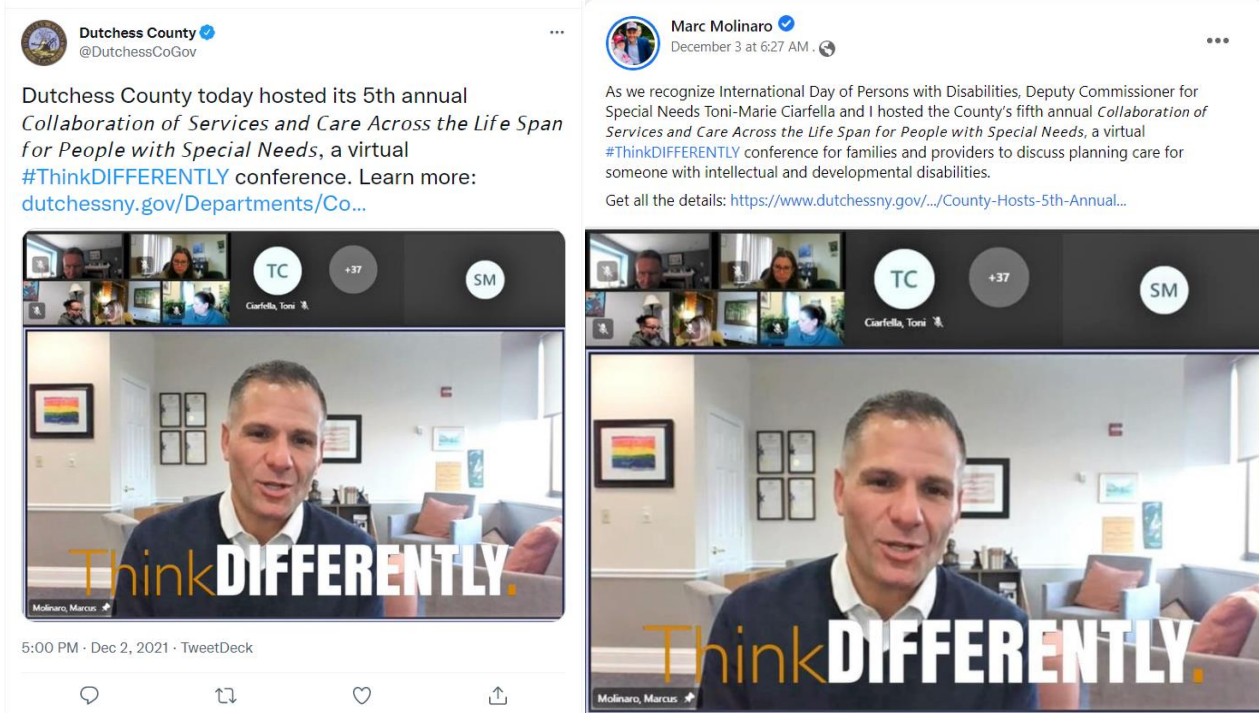 Dutchess County
@DutchessCoGov
Dutchess County today hosted its 5th annual
Collaboration of Services and Care Across the Life Span
for People with Special Needs, a virtual
#ThinkDIFFERENTLY conference. Learn more:
dutchessny.gov/Departments/Co...
TC
+37
SM
Ciarfella, Toni
ThinkDIFFERENTLY.
Molinaro, Marcus
5:00 PM · Dec 2, 2021 · TweetDeck
Marc Molinaro
December 3 at 6:27 AM .
As we recognize International Day of Persons with Disabilities, Deputy Commissioner for
Special Needs Toni-Marie Ciarfella and I hosted the County's fifth annual Collaboration of
Services and Care Across the Life Span for People with Special Needs, a virtual
#ThinkDIFFERENTLY conference for families and providers to discuss planning care for
someone with intellectual and developmental disabilities.
Get all the details: https://www.dutchessny.gov/.../County-Hosts-5th-Annual...
TC
+37
SM
Ciarfella, Toni
ThinkDIFFERENTLY.
Molinaro, Marcus